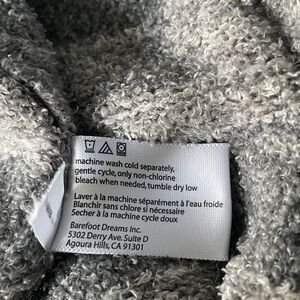 machine wash cold separately,
gentle cycle, only non-chlorine
bleach when needed, tumble dry low
Laver à la machine séparément à l'eau froide
Blanchir sans chlore si nécessaire
Secher à la machine cycle doux
Barefoot Dreams Inc.
5302 Derry Ave. Suite D
Agoura Hills, CA 91301